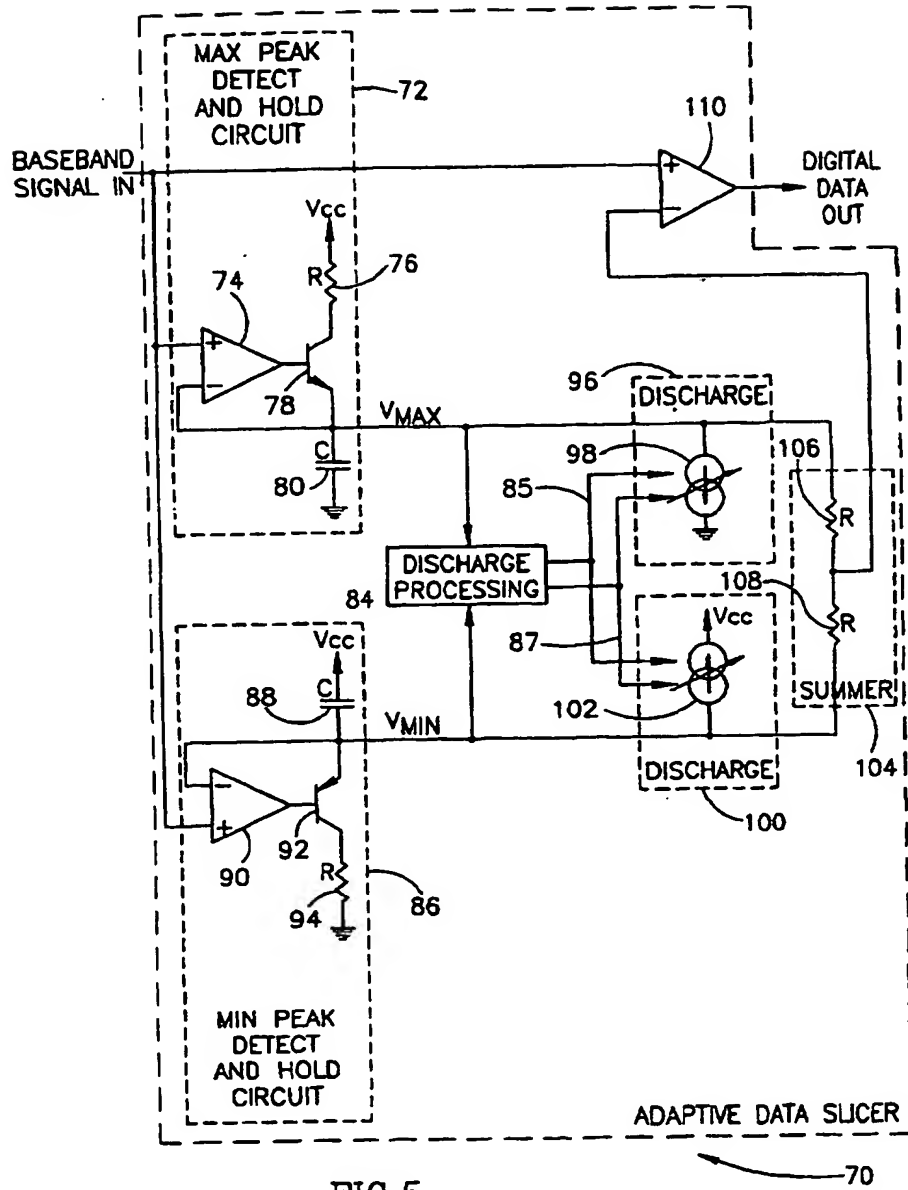 MAX PEAK
DETECT
AND HOLD
CIRCUIT
72
110
BASEBAND
SIGNAL IN
+
−
DIGITAL
DATA
OUT
Vcc
R
76
74
+
−
78
VMAX
C
80
96
DISCHARGE
98
106
85
R
DISCHARGE
PROCESSING
84
108
R
87
Vcc
Vcc
C
88
VMIN
102
SUMMER
104
DISCHARGE
100
−
+
90
92
R
94
86
MIN PEAK
DETECT
AND HOLD
CIRCUIT
ADAPTIVE DATA SLICER
70
FIG.5